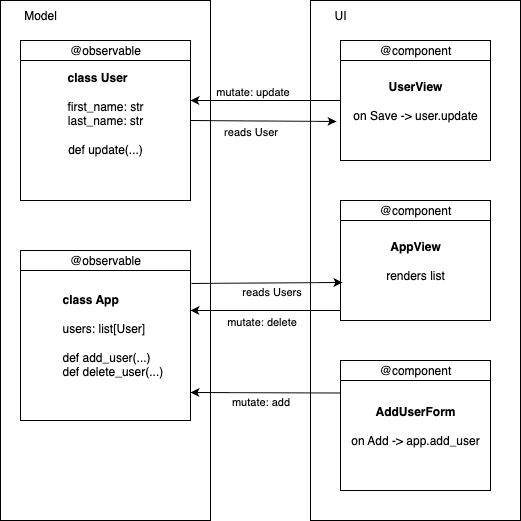 Model
UI
@observable
class User
first_name: str
last_name: str
def update(...)
mutate: update
reads User
@component
UserView
on Save -> user.update
@observable
class App
users: list[User]
def add_user(...)
def delete_user(...)
reads Users
mutate: delete
@component
AppView
renders list
mutate: add
@component
AddUserForm
on Add -> app.add_user